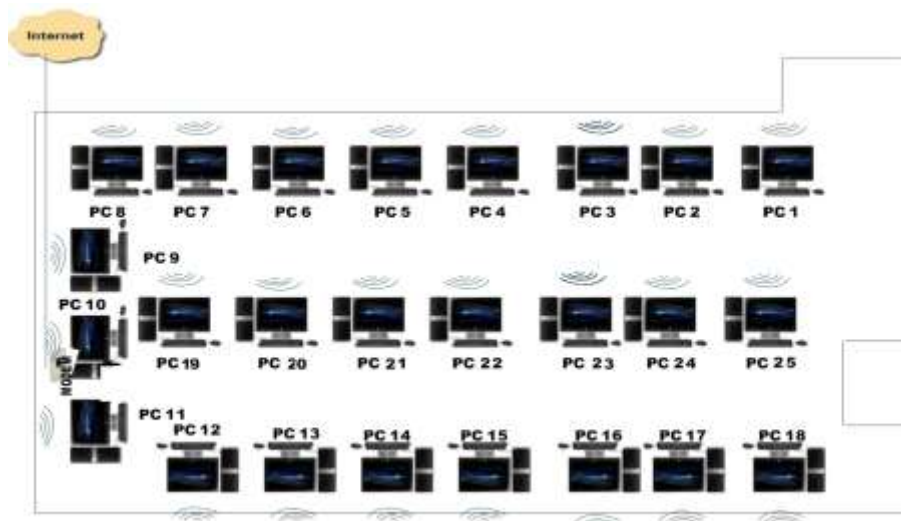 Internet
PC 8
PC 7
PC 6
PC 5
PC 4
PC 3
PC 2
PC 1
PC 9
PC 10
PC 19
PC 20
PC 21
PC 22
PC 23
PC 24
PC 25
PC 11
PC 12
PC 13
PC 14
PC 15
PC 16
PC 17
PC 18